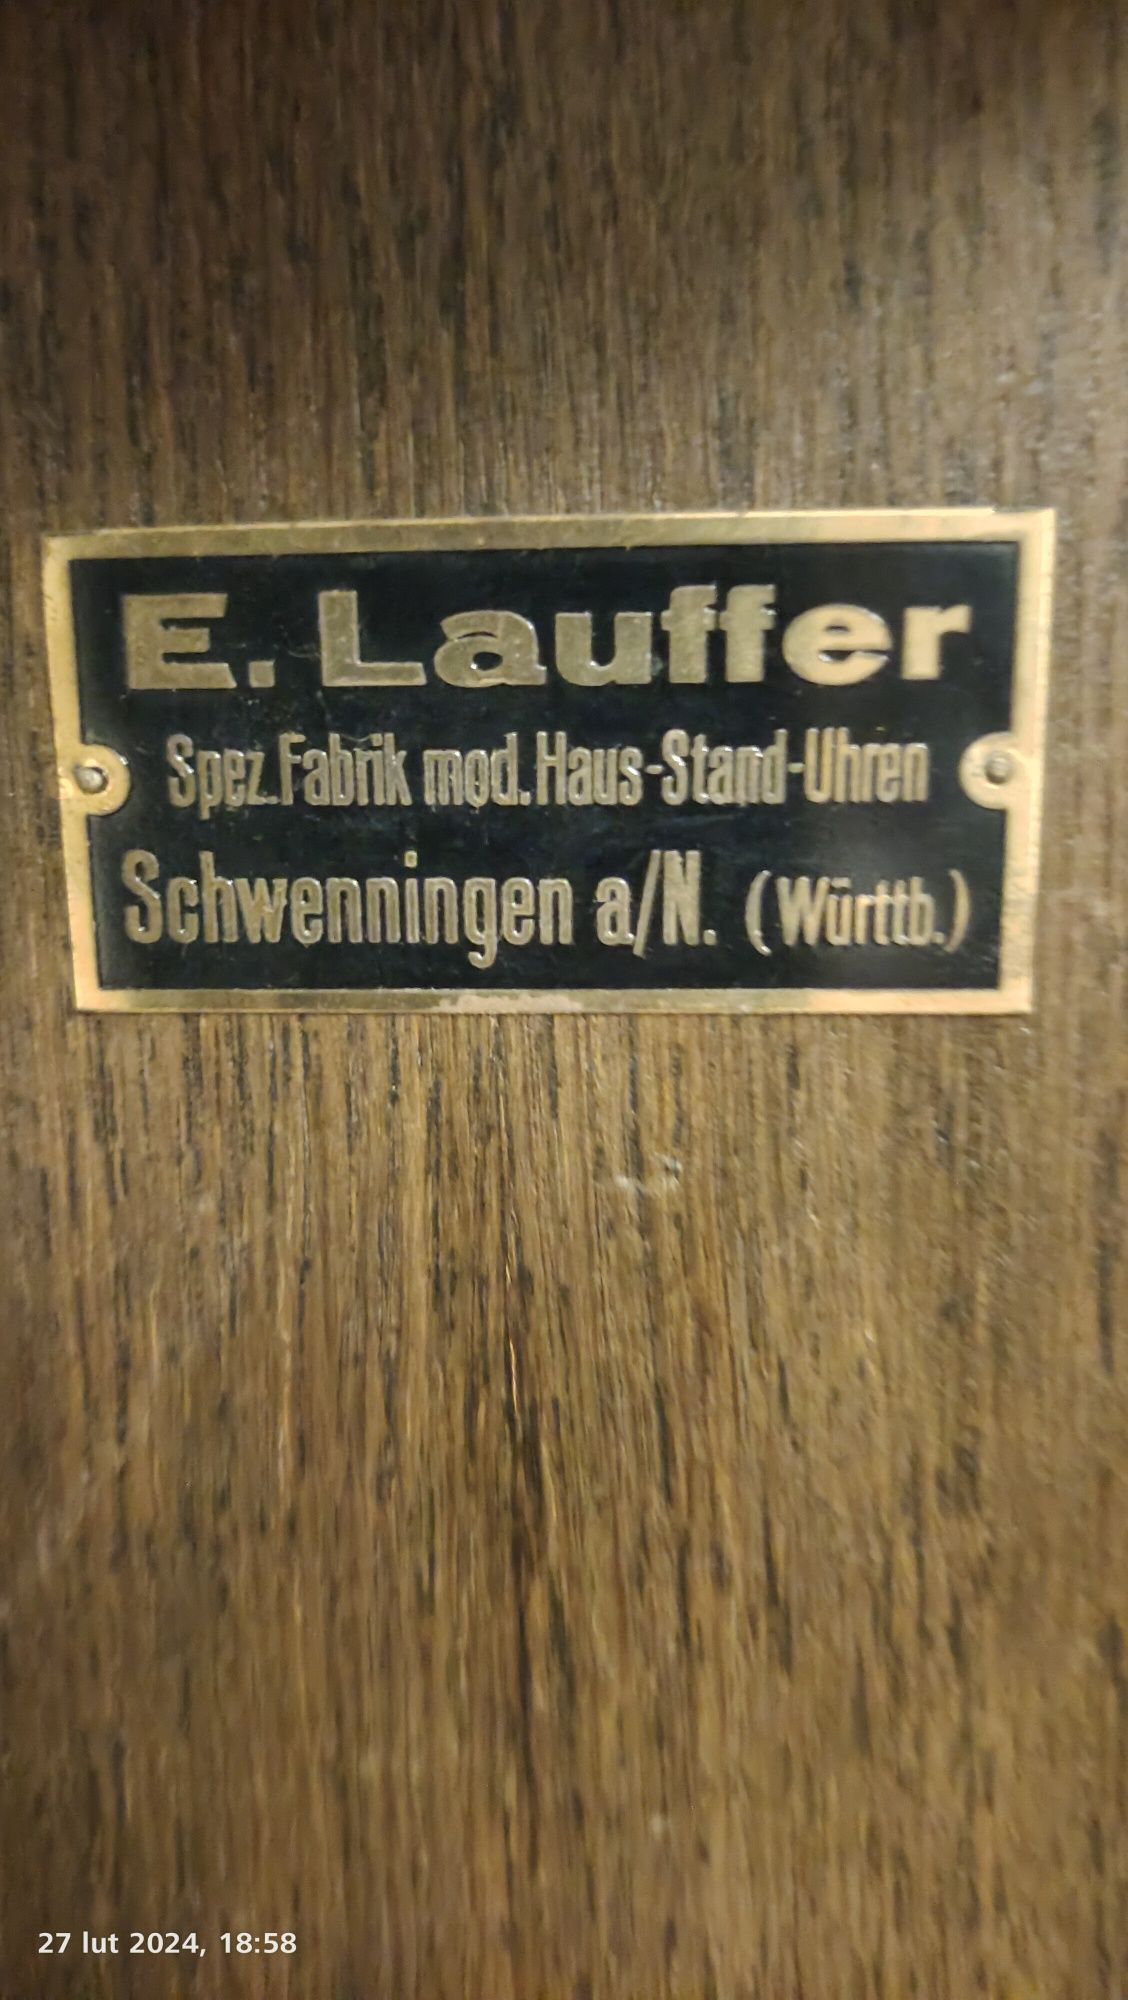 E. Lauffer
Spez.Fabrik mod.Haus-Stand-Uhren
Schwenningen a/N. (Württb.)
27 lut 2024, 18:58